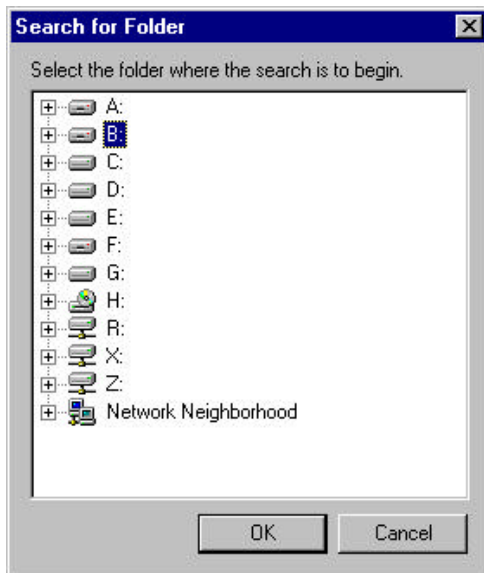 Search for Folder
Select the folder where the search is to begin.
A:
B:
C:
D:
E:
F:
G:
H:
R:
X:
Z:
Network Neighborhood
OK Cancel